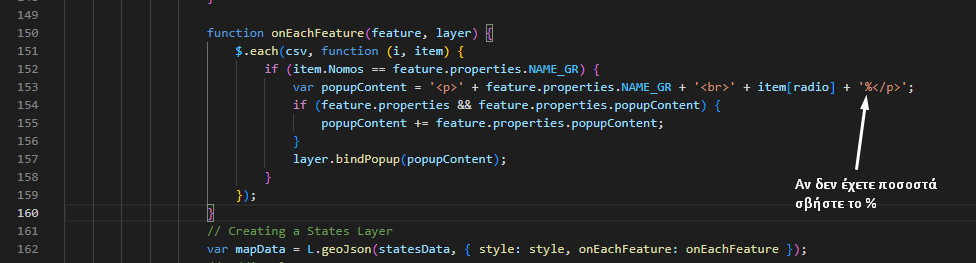 149
150 function onEachFeature(feature, layer) {
151 $.each(csv, function (i, item) {
152 if (item.Nomos == feature.properties.NAME_GR) {
153 var popupContent = '<p>' + feature.properties.NAME_GR + '<br>' + item[radio] + '%</p>';
154 if (feature.properties && feature.properties.popupContent) {
155 popupContent += feature.properties.popupContent;
156 }
157 layer.bindPopup(popupContent);
158 }
159 });
160 }
161 // Creating a States Layer
162 var mapData = L.geoJson(statesData, { style: style, onEachFeature: onEachFeature });
Αν δεν έχετε ποσοστά
σβήστε το %